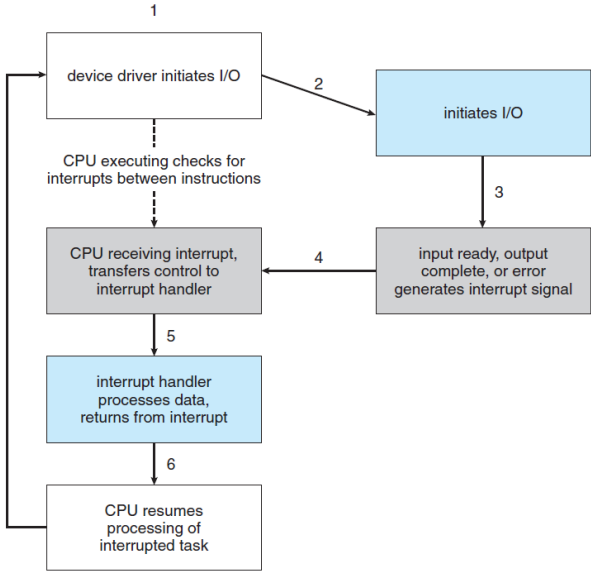 1
device driver initiates I/O
2
initiates I/O
CPU executing checks for
interrupts between instructions
3
CPU receiving interrupt,
transfers control to
interrupt handler
4
input ready, output
complete, or error
generates interrupt signal
5
interrupt handler
processes data,
returns from interrupt
6
CPU resumes
processing of
interrupted task